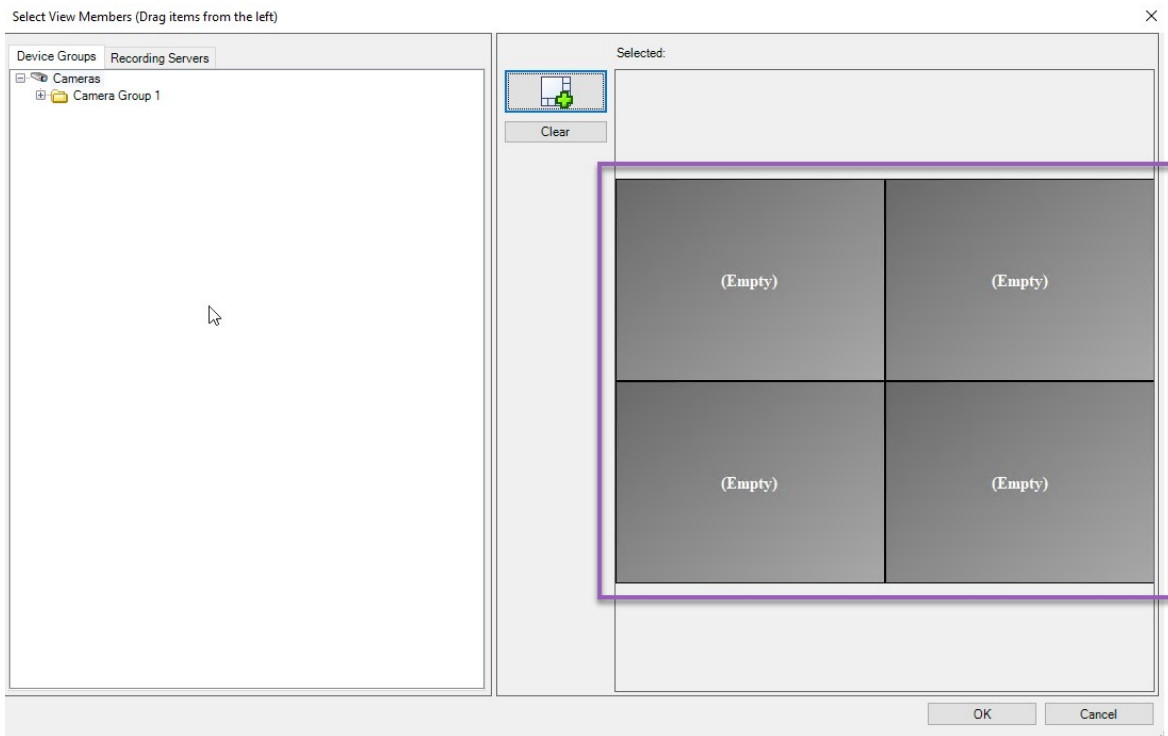 Select View Members (Drag items from the left)
Device Groups
Recording Servers
Cameras
Camera Group 1
Selected:
Clear
(Empty)
(Empty)
(Empty)
(Empty)
OK
Cancel